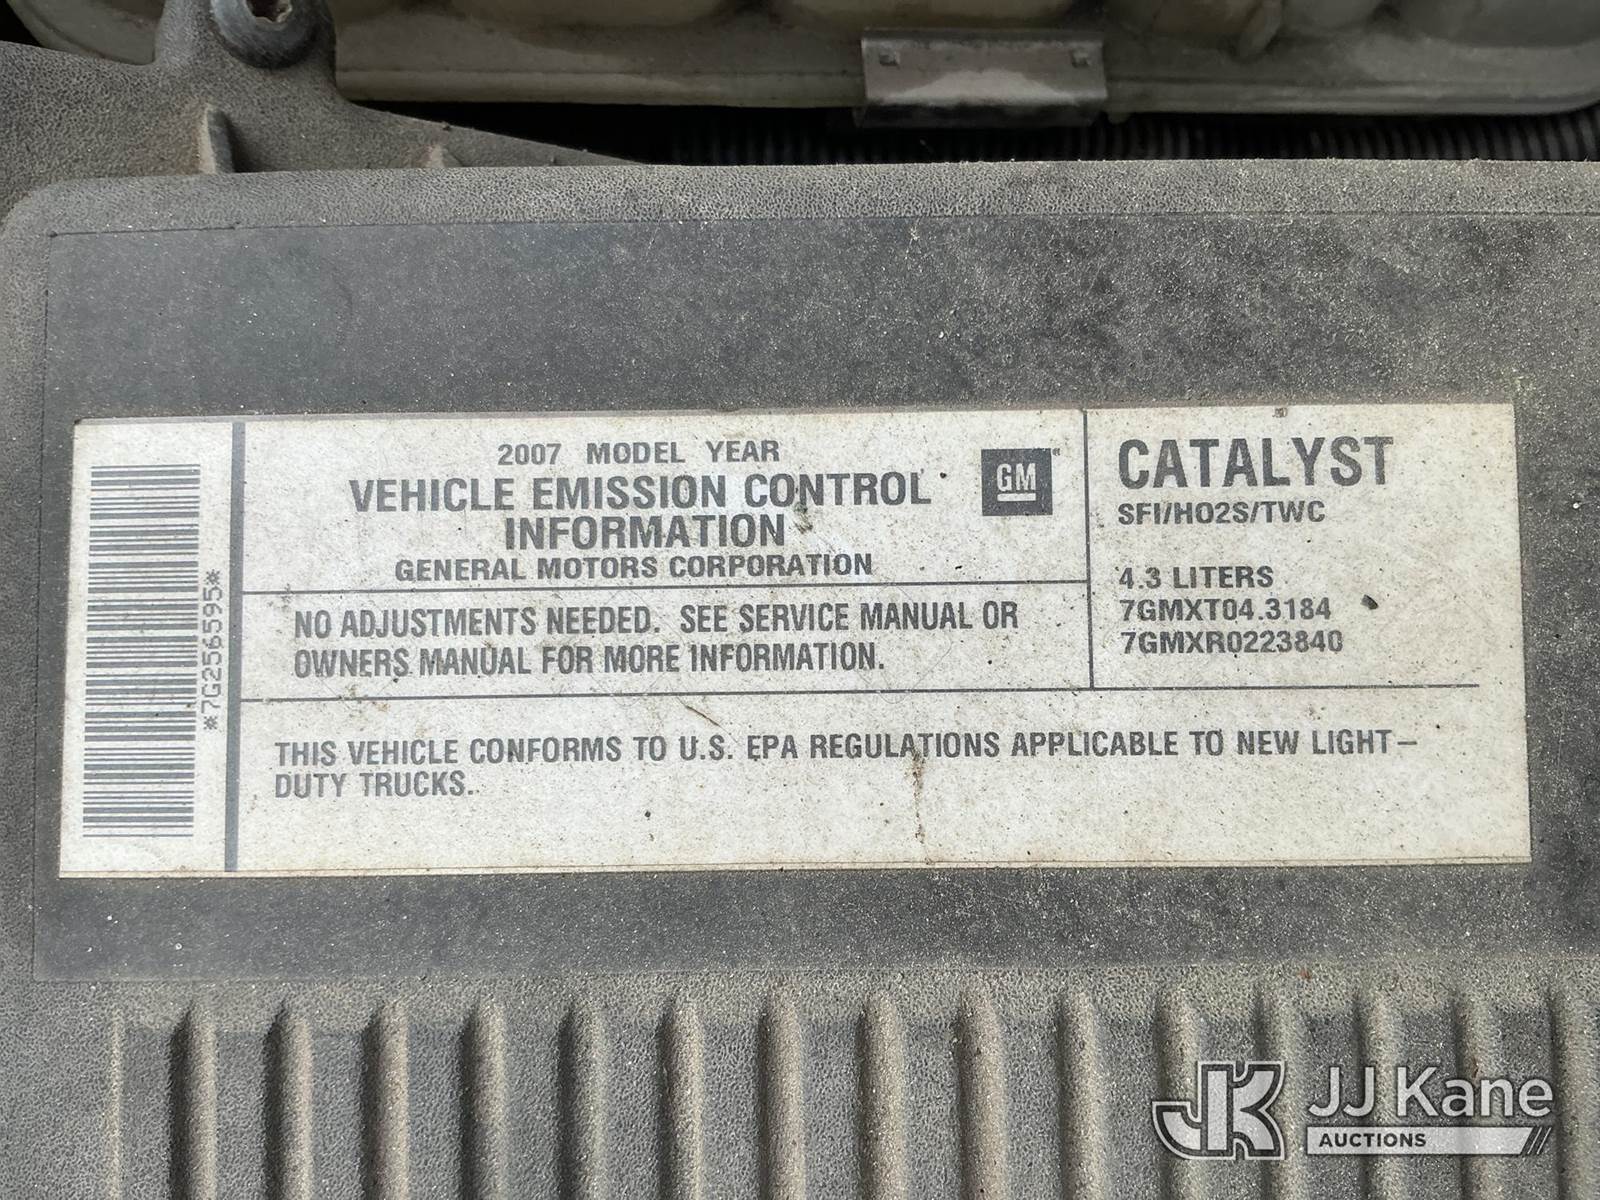 2007 MODEL YEAR
VEHICLE EMISSION CONTROL
INFORMATION
GENERAL MOTORS CORPORATION
GM
NO ADJUSTMENTS NEEDED. SEE SERVICE MANUAL OR
OWNERS MANUAL FOR MORE INFORMATION.
CATALYST
SFI/HO2S/TWC
4.3 LITERS
7GMXT04.3184
7GMXR0223840
THIS VEHICLE CONFORMS TO U.S. EPA REGULATIONS APPLICABLE TO NEW LIGHT-
DUTY TRUCKS.
*7G2565595*
JK JJ Kane
AUCTIONS